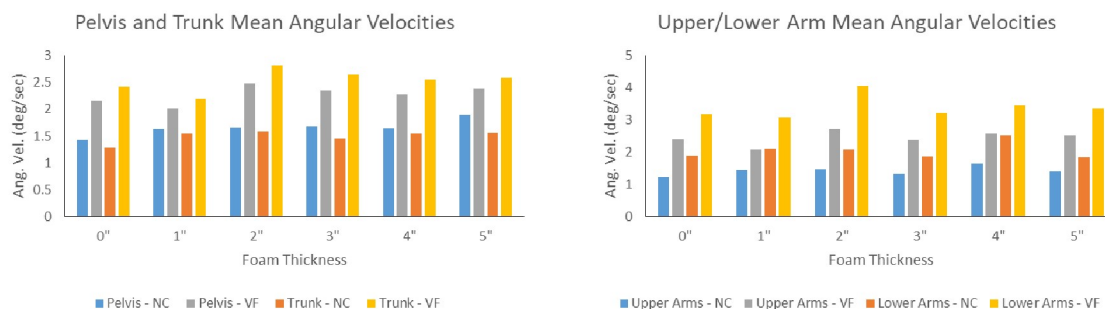 Pelvis and Trunk Mean Angular Velocities
Ang. Vel. (deg/sec)
3
2.5
2
1.5
1
0.5
0
0" 1" 2" 3" 4" 5"
Foam Thickness
Pelvis - NC Pelvis - VF Trunk - NC Trunk - VF
Upper/Lower Arm Mean Angular Velocities
Ang. Vel. (deg/sec)
5
4
3
2
1
0
0" 1" 2" 3" 4" 5"
Foam Thickness
Upper Arms - NC Upper Arms - VF Lower Arms - NC Lower Arms - VF